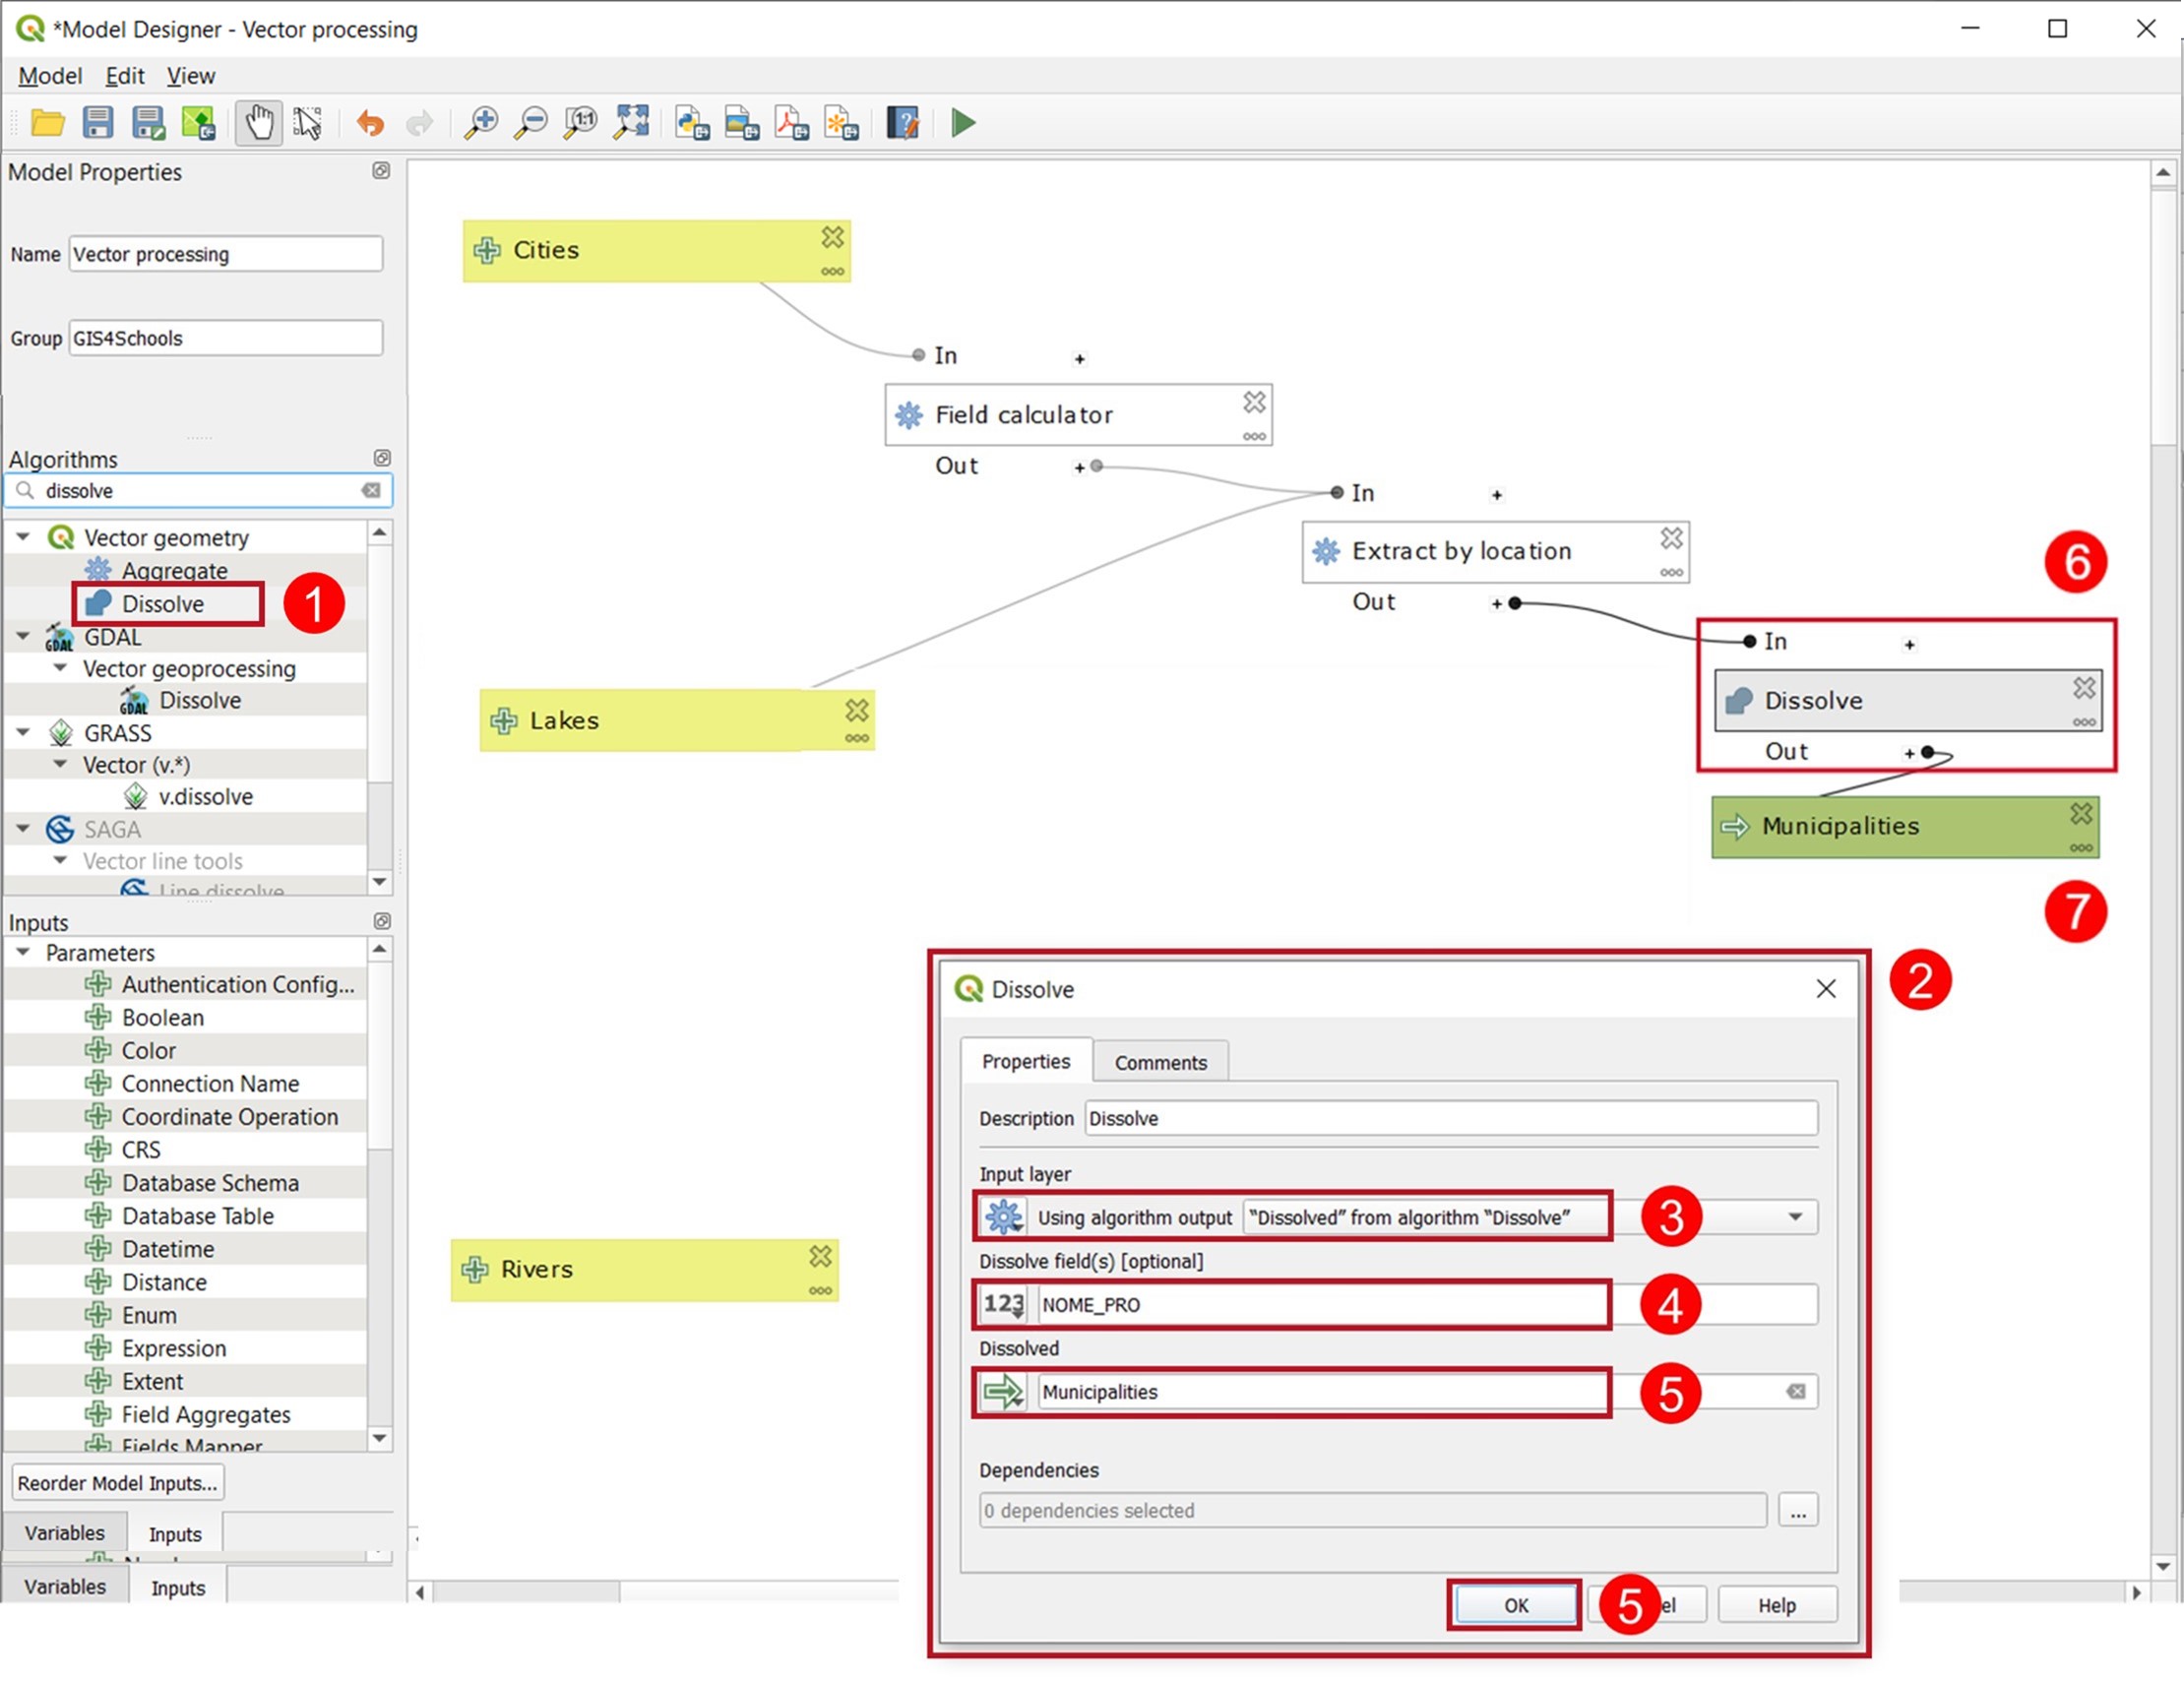 *Model Designer - Vector processing
Model Edit View
Model Properties
Name Vector processing
Group GIS4Schools
Algorithms
dissolve
Vector geometry
Aggregate
Dissolve
1
GDAL
Vector geoprocessing
GDAL Dissolve
GRASS
Vector (v.*)
v.dissolve
SAGA
Vector line tools
Line dissolve
Inputs
Parameters
Authentication Config...
Boolean
Color
Connection Name
Coordinate Operation
CRS
Database Schema
Database Table
Datetime
Distance
Enum
Expression
Extent
Field Aggregates
Fields Mapper
Reorder Model Inputs...
Variables Inputs
Variables Inputs
Cities
In +
Field calculator
Out +
In +
Extract by location
Out +
6
In +
Dissolve
Out +
Municipalities
7
Lakes
Rivers
2
Dissolve
Properties Comments
Description Dissolve
Input layer
Using algorithm output "Dissolved" from algorithm "Dissolve"
3
Dissolve field(s) [optional]
123 NOME_PRO
4
Dissolved
Municipalities
5
Dependencies
0 dependencies selected ...
OK 5 el Help